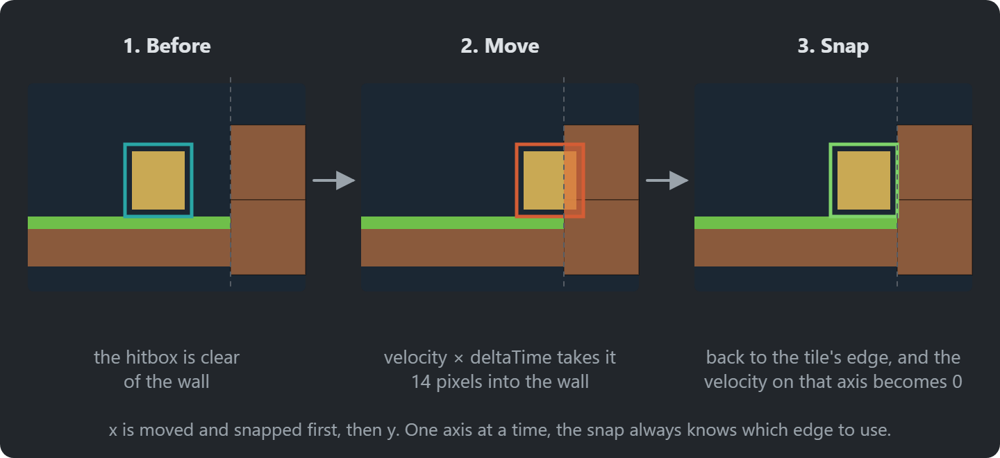 1. Before
2. Move
3. Snap
the hitbox is clear
of the wall
velocity × deltaTime takes it
14 pixels into the wall
back to the tile's edge, and the
velocity on that axis becomes 0
x is moved and snapped first, then y. One axis at a time, the snap always knows which edge to use.